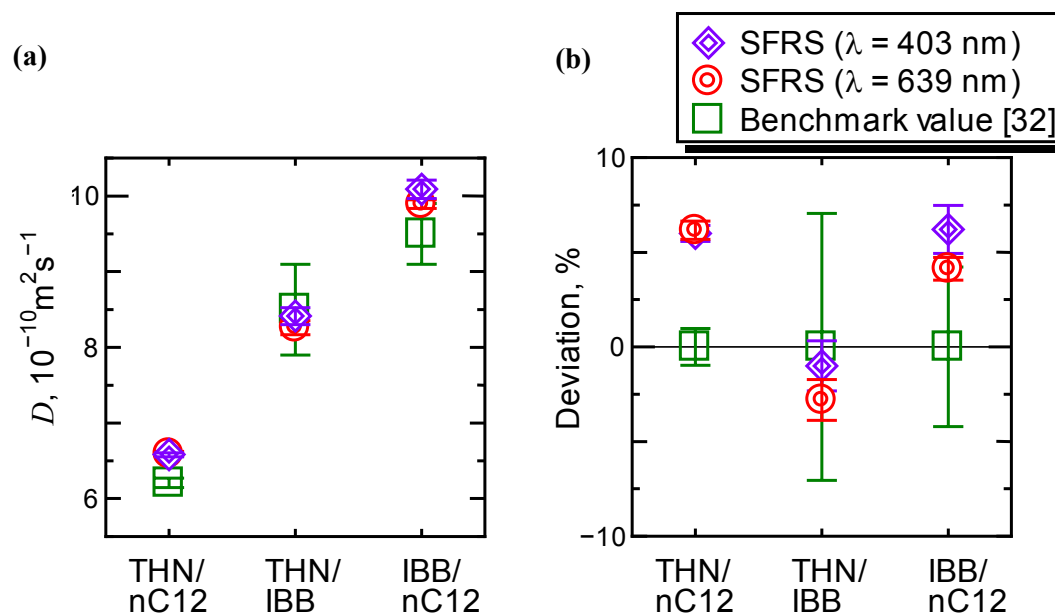 (a)
(b)
SFRS (λ = 403 nm)
SFRS (λ = 639 nm)
Benchmark value [32]
D, 10⁻¹⁰m²s⁻¹
10
8
6
THN/
nC12
THN/
IBB
IBB/
nC12
Deviation, %
10
0
−10
THN/
nC12
THN/
IBB
IBB/
nC12